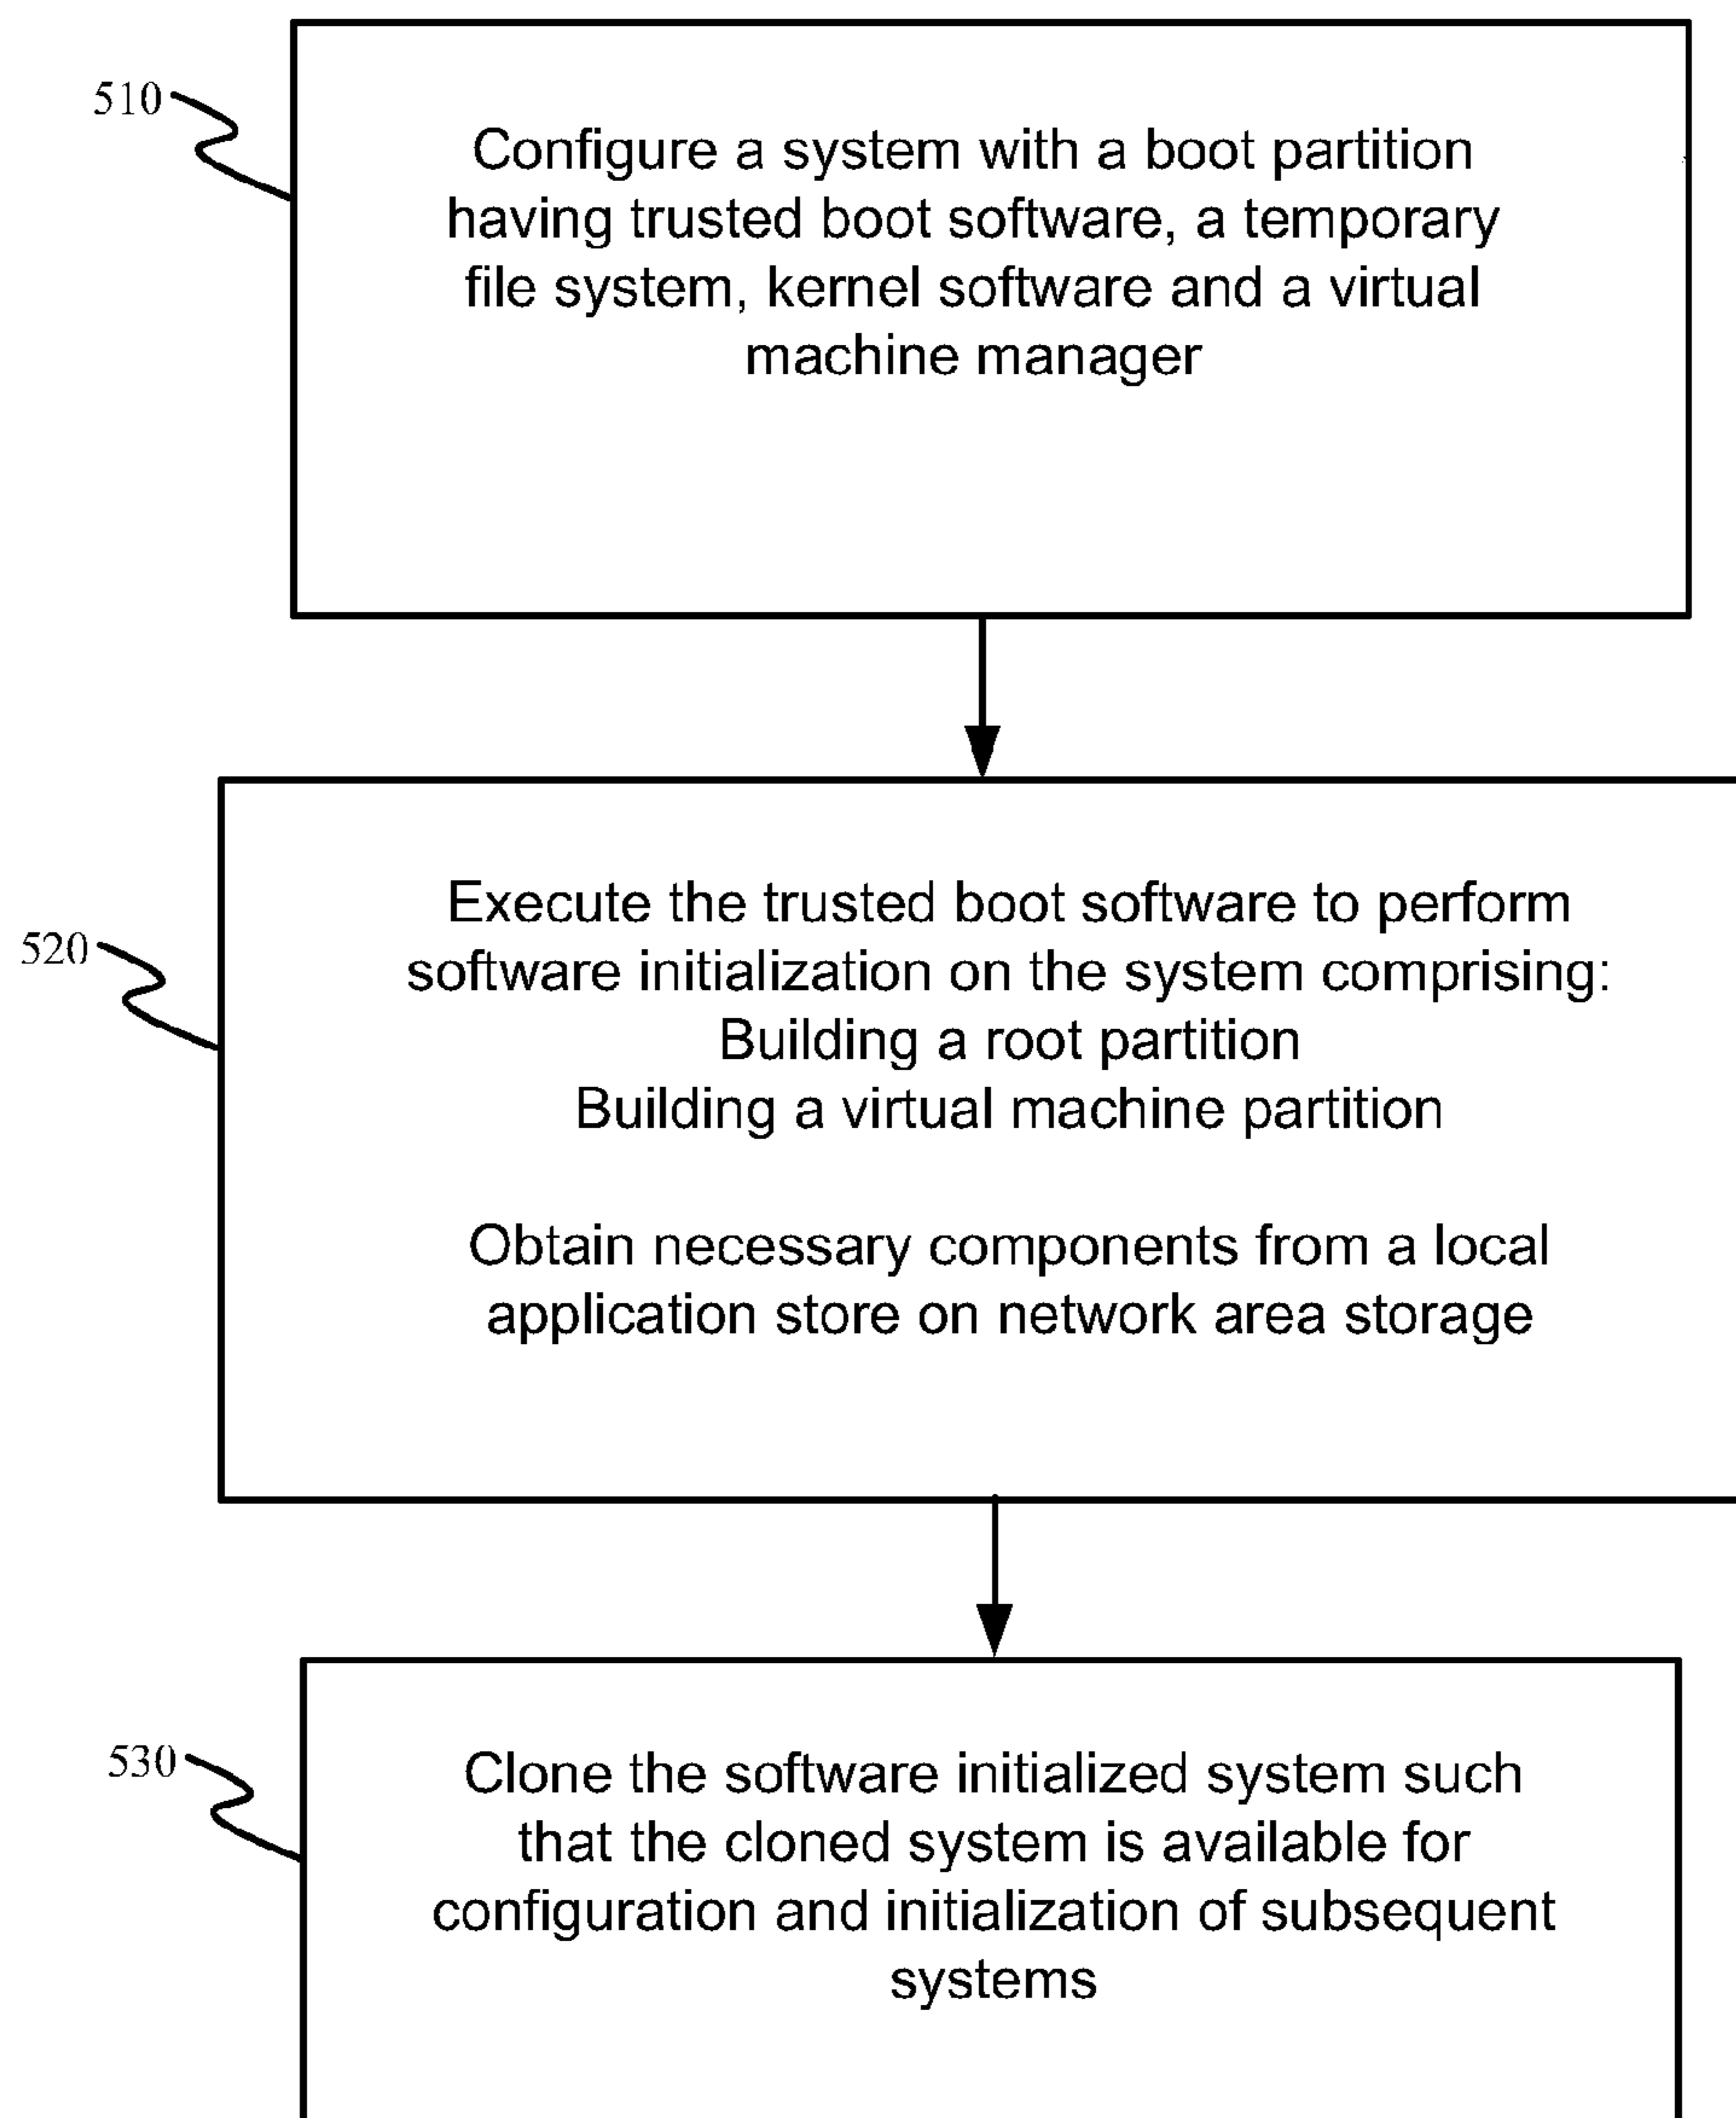 510
Configure a system with a boot partition
having trusted boot software, a temporary
file system, kernel software and a virtual
machine manager
520
Execute the trusted boot software to perform
software initialization on the system comprising:
Building a root partition
Building a virtual machine partition
Obtain necessary components from a local
application store on network area storage
530
Clone the software initialized system such
that the cloned system is available for
configuration and initialization of subsequent
systems